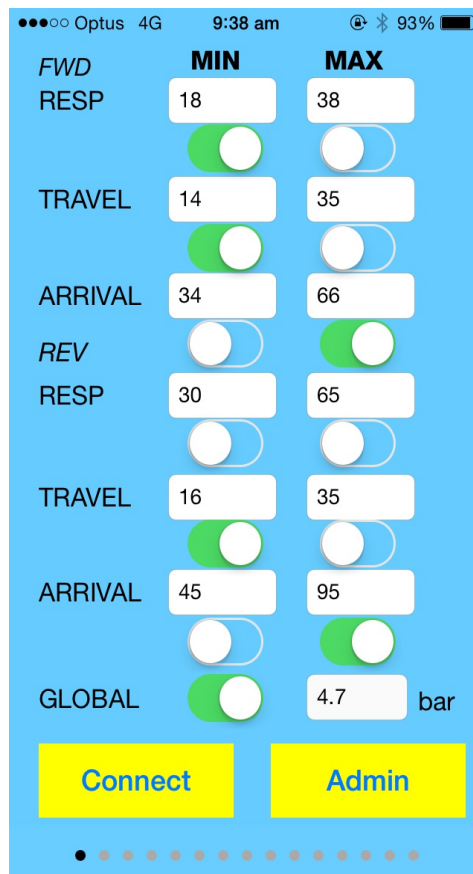 Optus 4G 9:38 am 93%
FWD MIN MAX
RESP 18 38
TRAVEL 14 35
ARRIVAL 34 66
REV
RESP 30 65
TRAVEL 16 35
ARRIVAL 45 95
GLOBAL 4.7 bar
Connect Admin